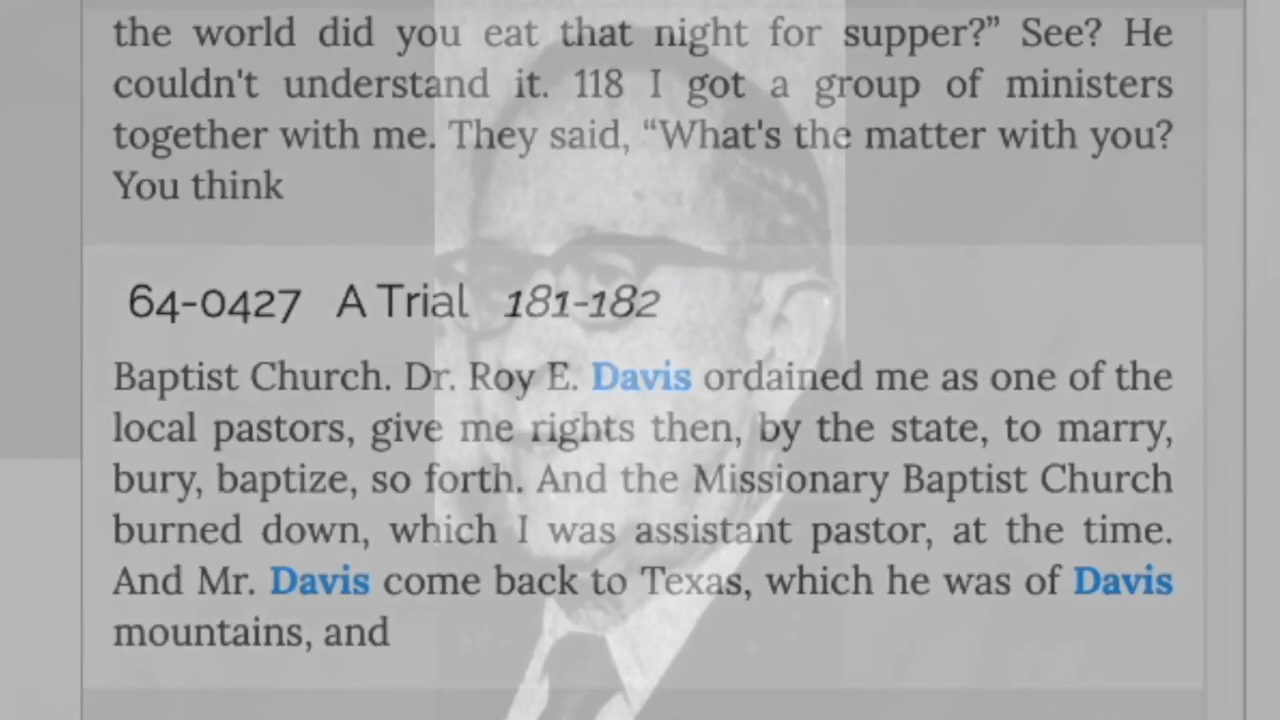 the world did you eat that night for supper?” See? He
couldn't understand it. 118 I got a group of ministers
together with me. They said, “What's the matter with you?
You think
64-0427 A Trial 181-182
Baptist Church. Dr. Roy E. Davis ordained me as one of the
local pastors, give me rights then, by the state, to marry,
bury, baptize, so forth. And the Missionary Baptist Church
burned down, which I was assistant pastor, at the time.
And Mr. Davis come back to Texas, which he was of Davis
mountains, and